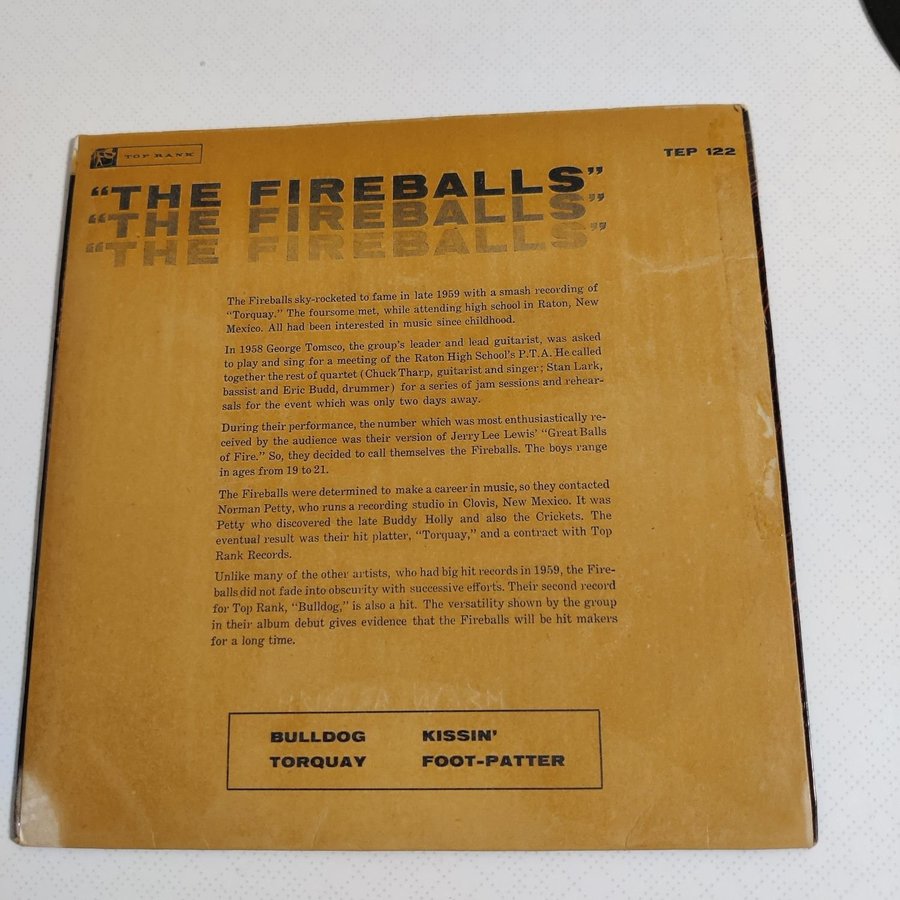 TOP RANK
TEP 122
“THE FIREBALLS”
“THE FIREBALLS”
“THE FIREBALLS”
The Fireballs sky-rocketed to fame in late 1959 with a smash recording of
“Torquay.” The foursome met, while attending high school in Raton, New
Mexico. All had been interested in music since childhood.
In 1958 George Tomsco, the group’s leader and lead guitarist, was asked
to play and sing for a meeting of the Raton High School’s P.T.A. He called
together the rest of quartet (Chuck Tharp, guitarist and singer; Stan Lark,
bassist and Eric Budd, drummer) for a series of jam sessions and rehear-
sals for the event which was only two days away.
During their performance, the number which was most enthusiastically re-
ceived by the audience was their version of Jerry Lee Lewis’ “Great Balls
of Fire.” So, they decided to call themselves the Fireballs. The boys range
in ages from 19 to 21.
The Fireballs were determined to make a career in music, so they contacted
Norman Petty, who runs a recording studio in Clovis, New Mexico. It was
Petty who discovered the late Buddy Holly and also the Crickets. The
eventual result was their hit platter, “Torquay,” and a contract with Top
Rank Records.
Unlike many of the other artists, who had big hit records in 1959, the Fire-
balls did not fade into obscurity with successive efforts. Their second record
for Top Rank, “Bulldog,” is also a hit. The versatility shown by the group
in their album debut gives evidence that the Fireballs will be hit makers
for a long time.
BULLDOG KISSIN’
TORQUAY FOOT-PATTER